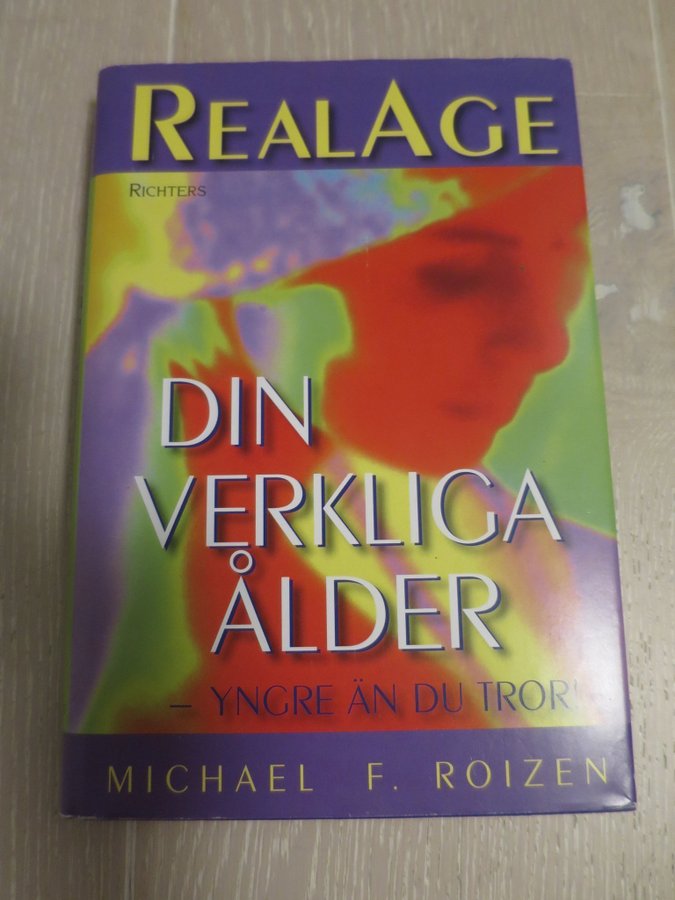 REALAGE
RICHTERS
DIN
VERKLIGA
ÅLDER
– YNGRE ÄN DU TROR!
MICHAEL F. ROIZEN